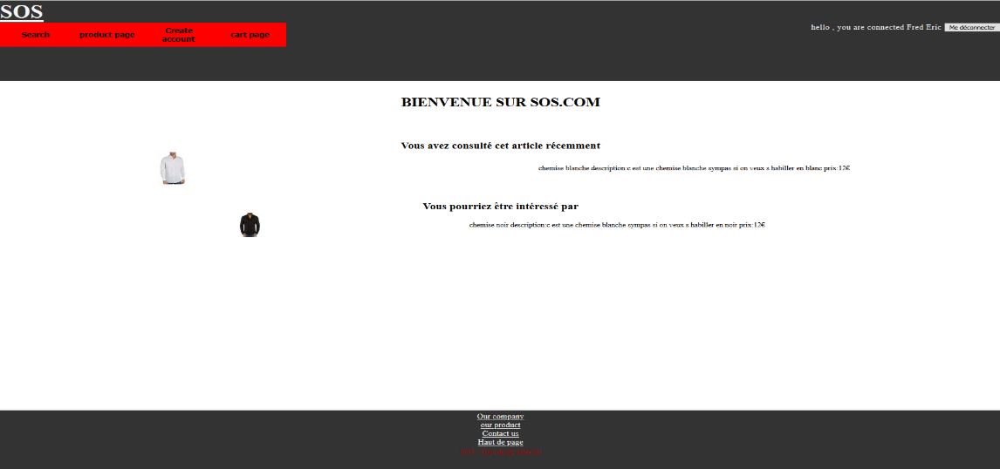 SOS
Search product page Create account cart page
hello , you are connected Fred Eric Me déconnecter
BIENVENUE SUR SOS.COM
Vous avez consulté cet article récemment
chemise blanche description:c est une chemise blanche sympas si on veux s habiller en blanc prix:12€
Vous pourriez être intéressé par
chemise noir description:c est une chemise blanche sympas si on veux s habiller en noir prix:12€
Our company
our product
Contact us
Haut de page